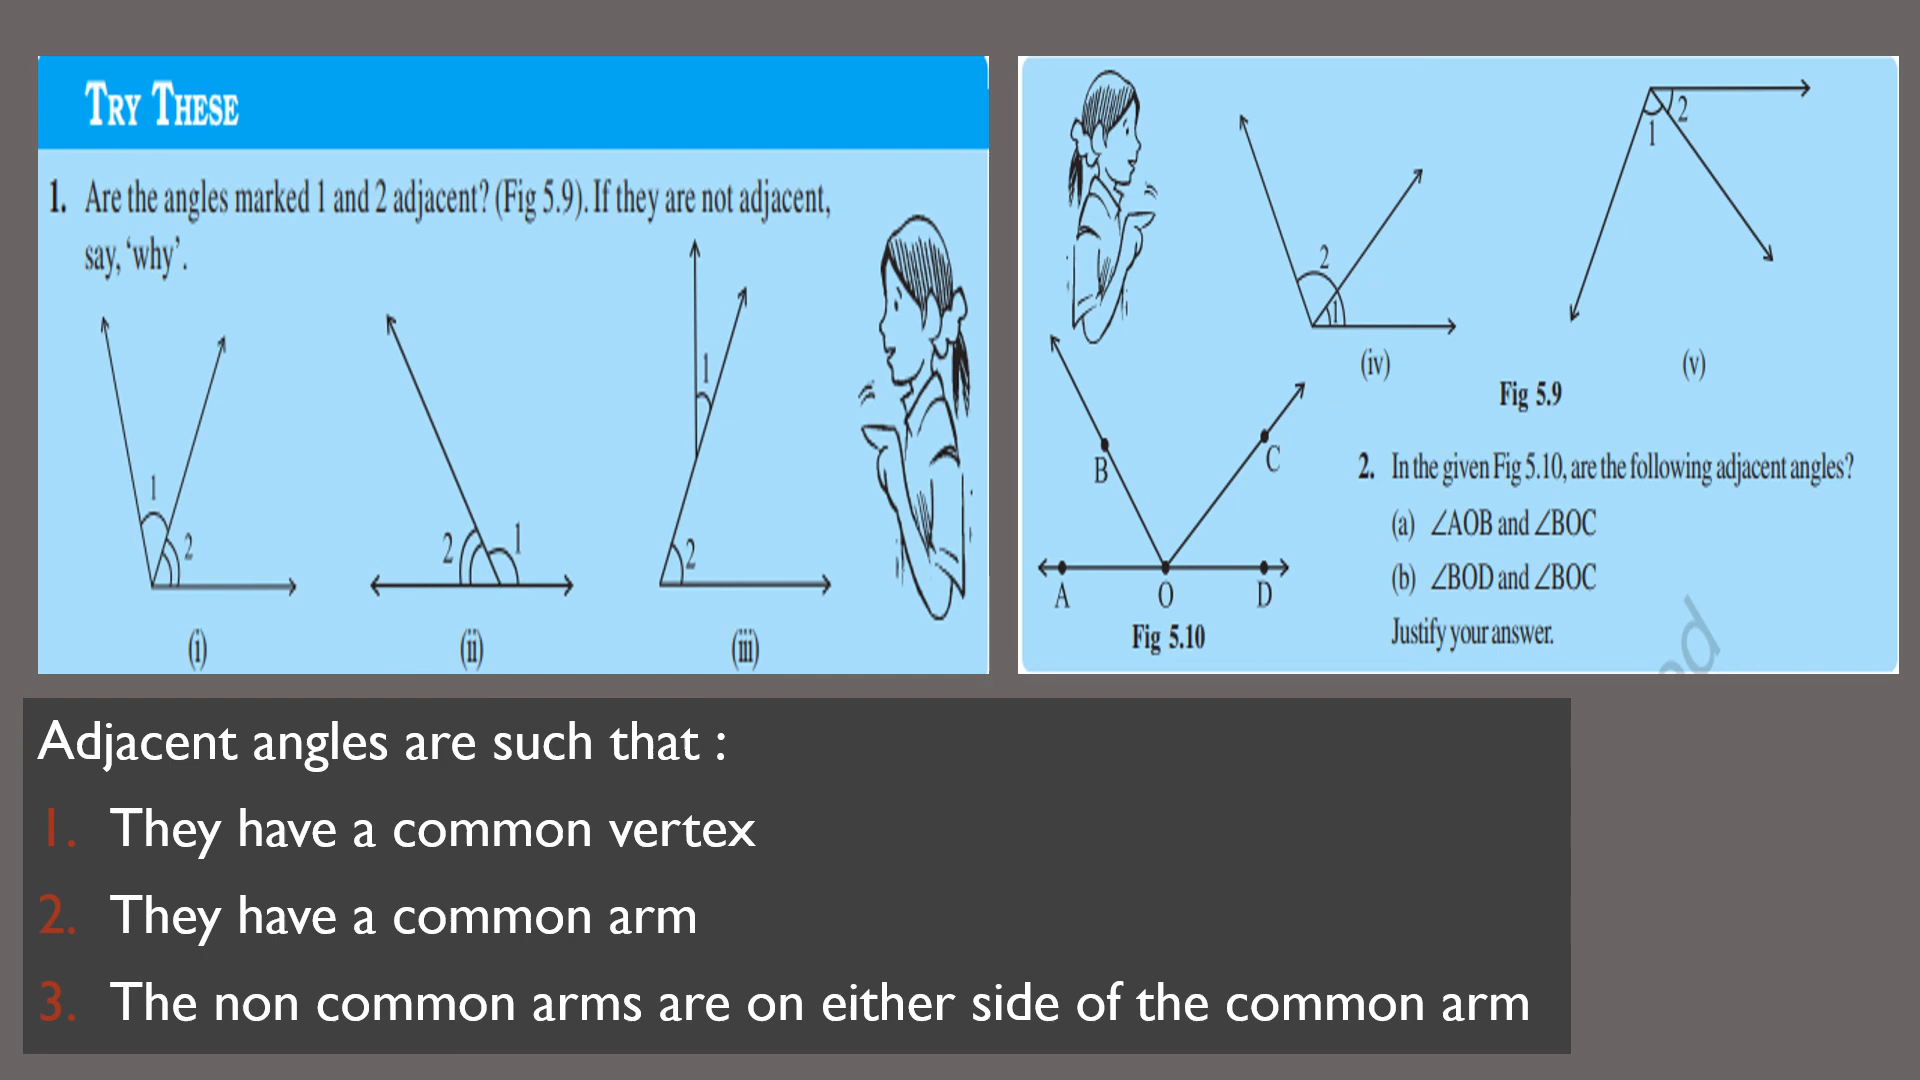 TRY THESE
1. Are the angles marked 1 and 2 adjacent? (Fig 5.9). If they are not adjacent,
say, ‘why’.
1
2
(i)
2
1
(ii)
1
2
(iii)
2
1
(iv)
1
2
(v)
Fig 5.9
B
C
A
O
D
Fig 5.10
2. In the given Fig 5.10, are the following adjacent angles?
(a) ∠AOB and ∠BOC
(b) ∠BOD and ∠BOC
Justify your answer.
Adjacent angles are such that :
1. They have a common vertex
2. They have a common arm
3. The non common arms are on either side of the common arm